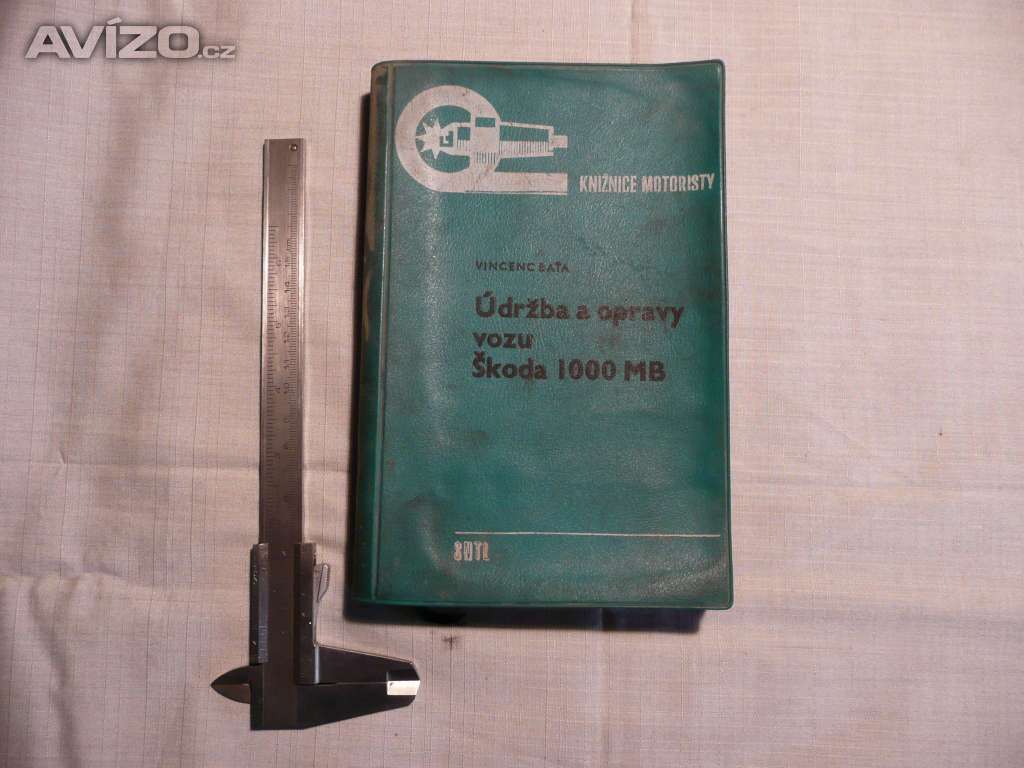 AVÍZO.cz
KNIŽNICE MOTORISTY
VINCENC BAŤA
Údržba a opravy
vozu
Škoda 1000 MB
SNTL